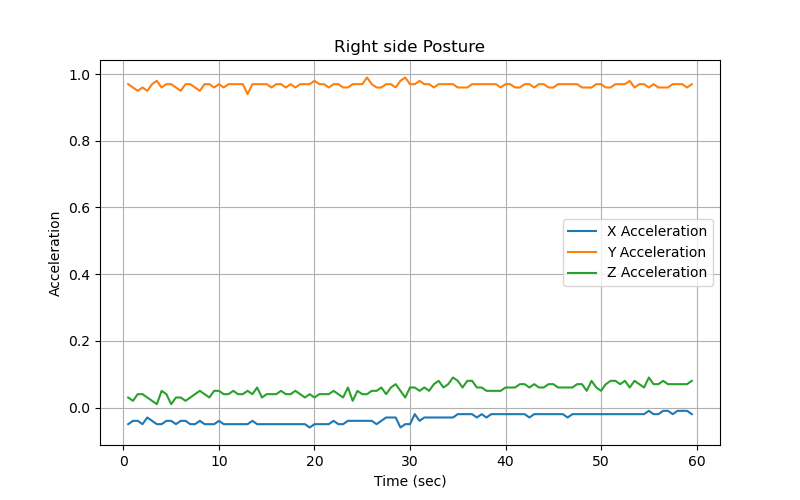 Right side Posture
1.0
0.8
0.6
0.4
0.2
0.0
Acceleration
X Acceleration
Y Acceleration
Z Acceleration
0 10 20 30 40 50 60
Time (sec)